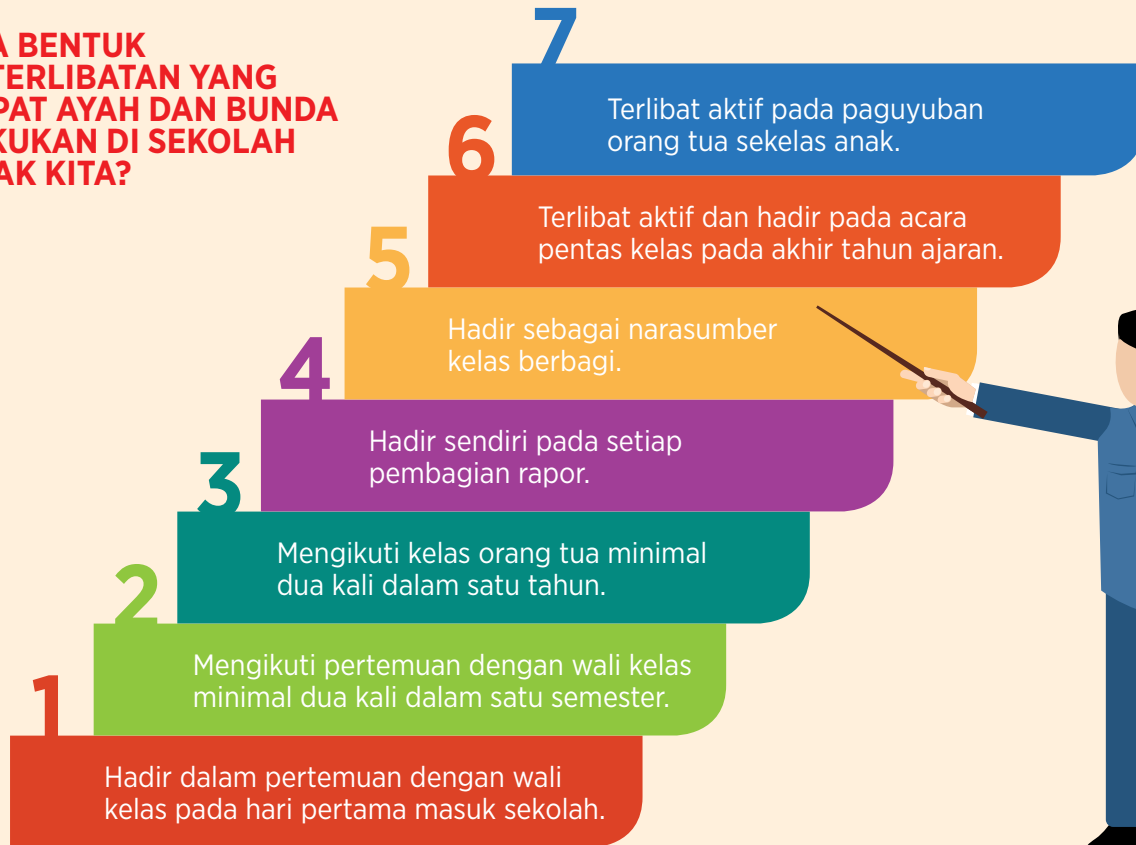 A BENTUK
TERLIBATAN YANG
PAT AYAH DAN BUNDA
KUKAN DI SEKOLAH
AK KITA?
7
Terlibat aktif pada paguyuban
orang tua sekelas anak.
6
Terlibat aktif dan hadir pada acara
pentas kelas pada akhir tahun ajaran.
5
Hadir sebagai narasumber
kelas berbagi.
4
Hadir sendiri pada setiap
pembagian rapor.
3
Mengikuti kelas orang tua minimal
dua kali dalam satu tahun.
2
Mengikuti pertemuan dengan wali kelas
minimal dua kali dalam satu semester.
1
Hadir dalam pertemuan dengan wali
kelas pada hari pertama masuk sekolah.